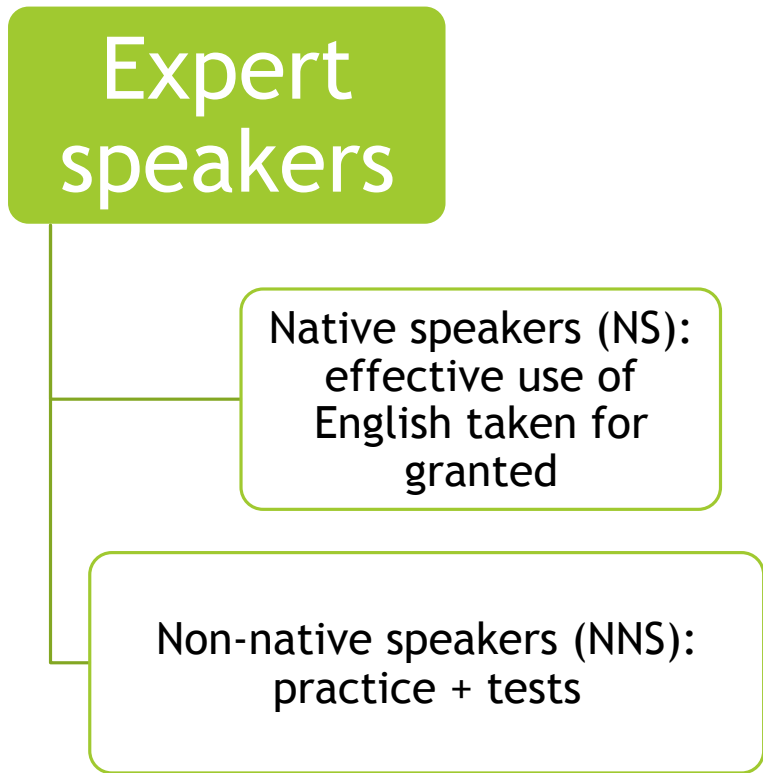 Expert
speakers
Native speakers (NS):
effective use of
English taken for
granted
Non-native speakers (NNS):
practice + tests